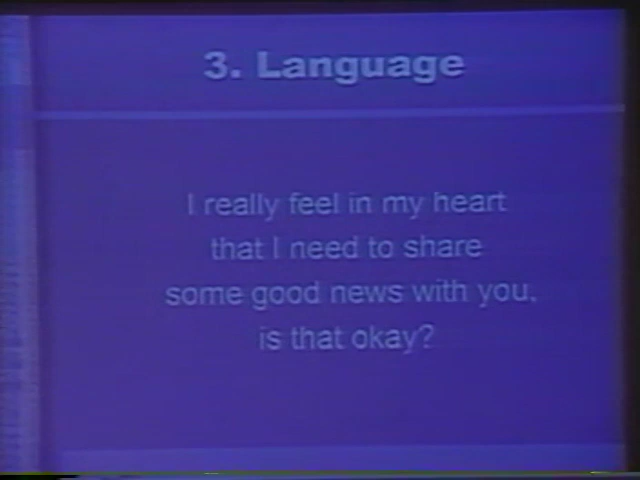 3. Language
I really feel in my heart
that I need to share
some good news with you,
is that okay?